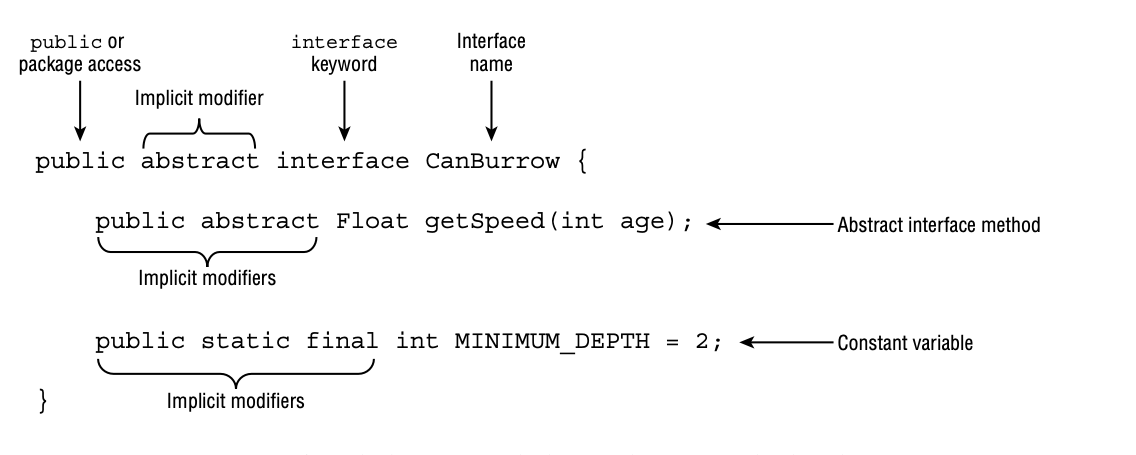 public or
package access
interface
keyword
Interface
name
Implicit modifier
public abstract interface CanBurrow {
public abstract Float getSpeed(int age);
Abstract interface method
Implicit modifiers
public static final int MINIMUM_DEPTH = 2;
Constant variable
Implicit modifiers
}